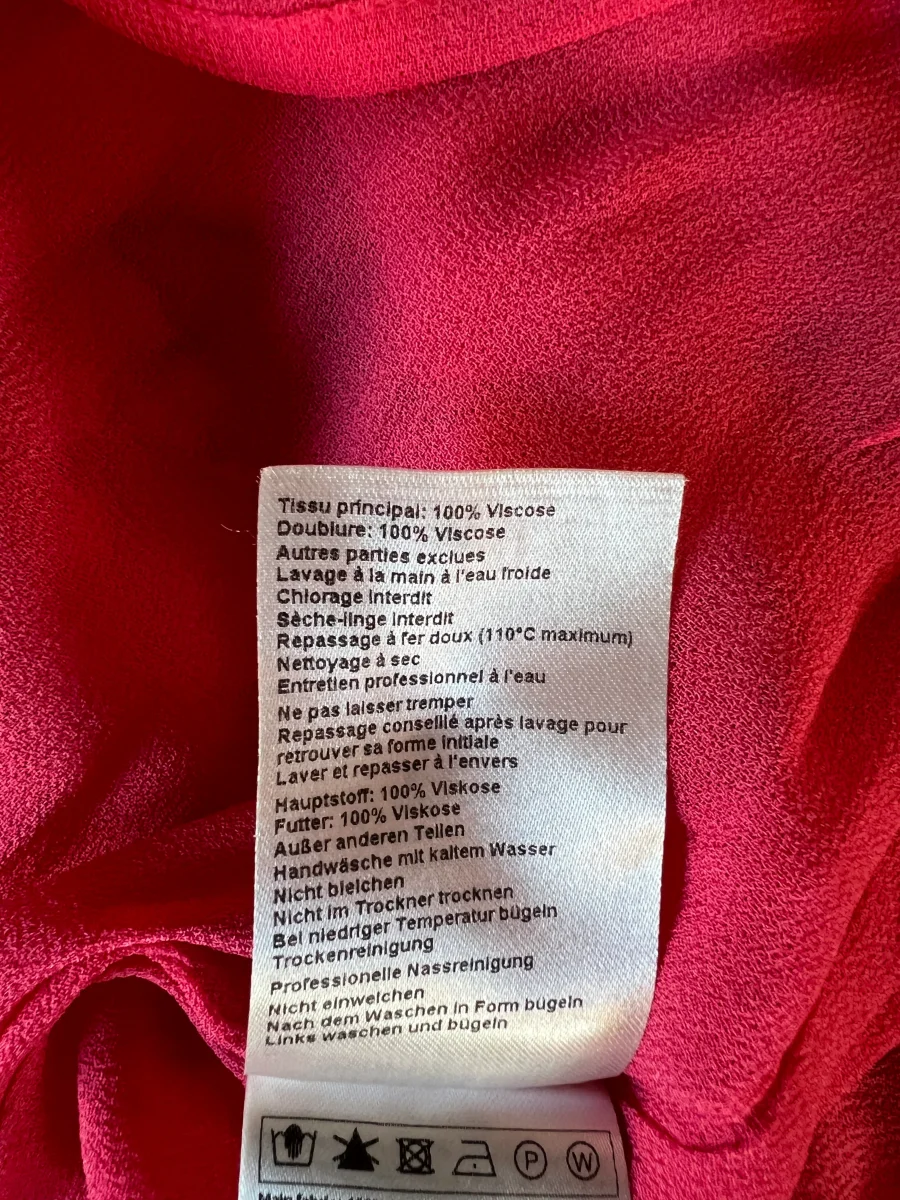 Tissu principal: 100% Viscose
Doublure: 100% Viscose
Autres parties exclues
Lavage à la main à l'eau froide
Chlorage interdit
Sèche-linge interdit
Repassage à fer doux (110°C maximum)
Nettoyage à sec
Entretien professionnel à l'eau
Ne pas laisser tremper
Repassage conseillé après lavage pour
retrouver sa forme initiale
Laver et repasser à l'envers
Hauptstoff: 100% Viskose
Futter: 100% Viskose
Außer anderen Teilen
Handwäsche mit kaltem Wasser
Nicht bleichen
Nicht im Trockner trocknen
Bei niedriger Temperatur bügeln
Trockenreinigung
Professionelle Nassreinigung
Nicht einweichen
Nach dem Waschen in Form bügeln
Links waschen und bügeln
P W